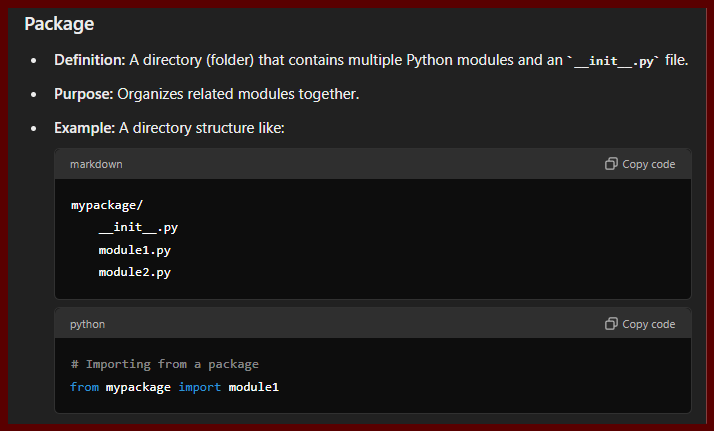 Package
• Definition: A directory (folder) that contains multiple Python modules and an `__init__.py` file.
• Purpose: Organizes related modules together.
• Example: A directory structure like:
markdown
Copy code
mypackage/
    __init__.py
    module1.py
    module2.py
python
Copy code
# Importing from a package
from mypackage import module1